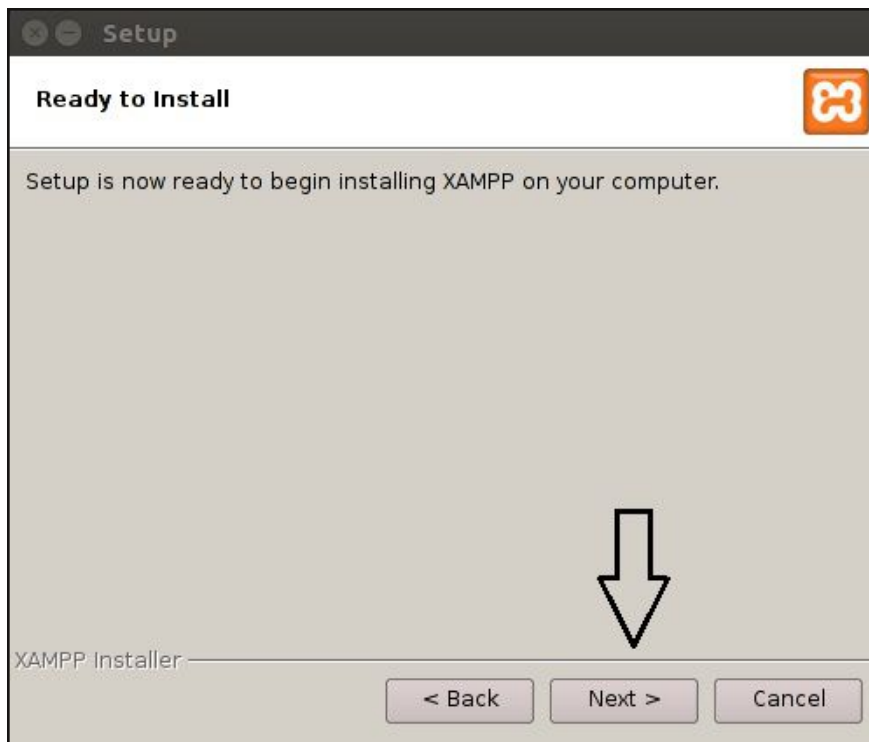 Setup
Ready to Install
Setup is now ready to begin installing XAMPP on your computer.
XAMPP Installer
< Back
Next >
Cancel